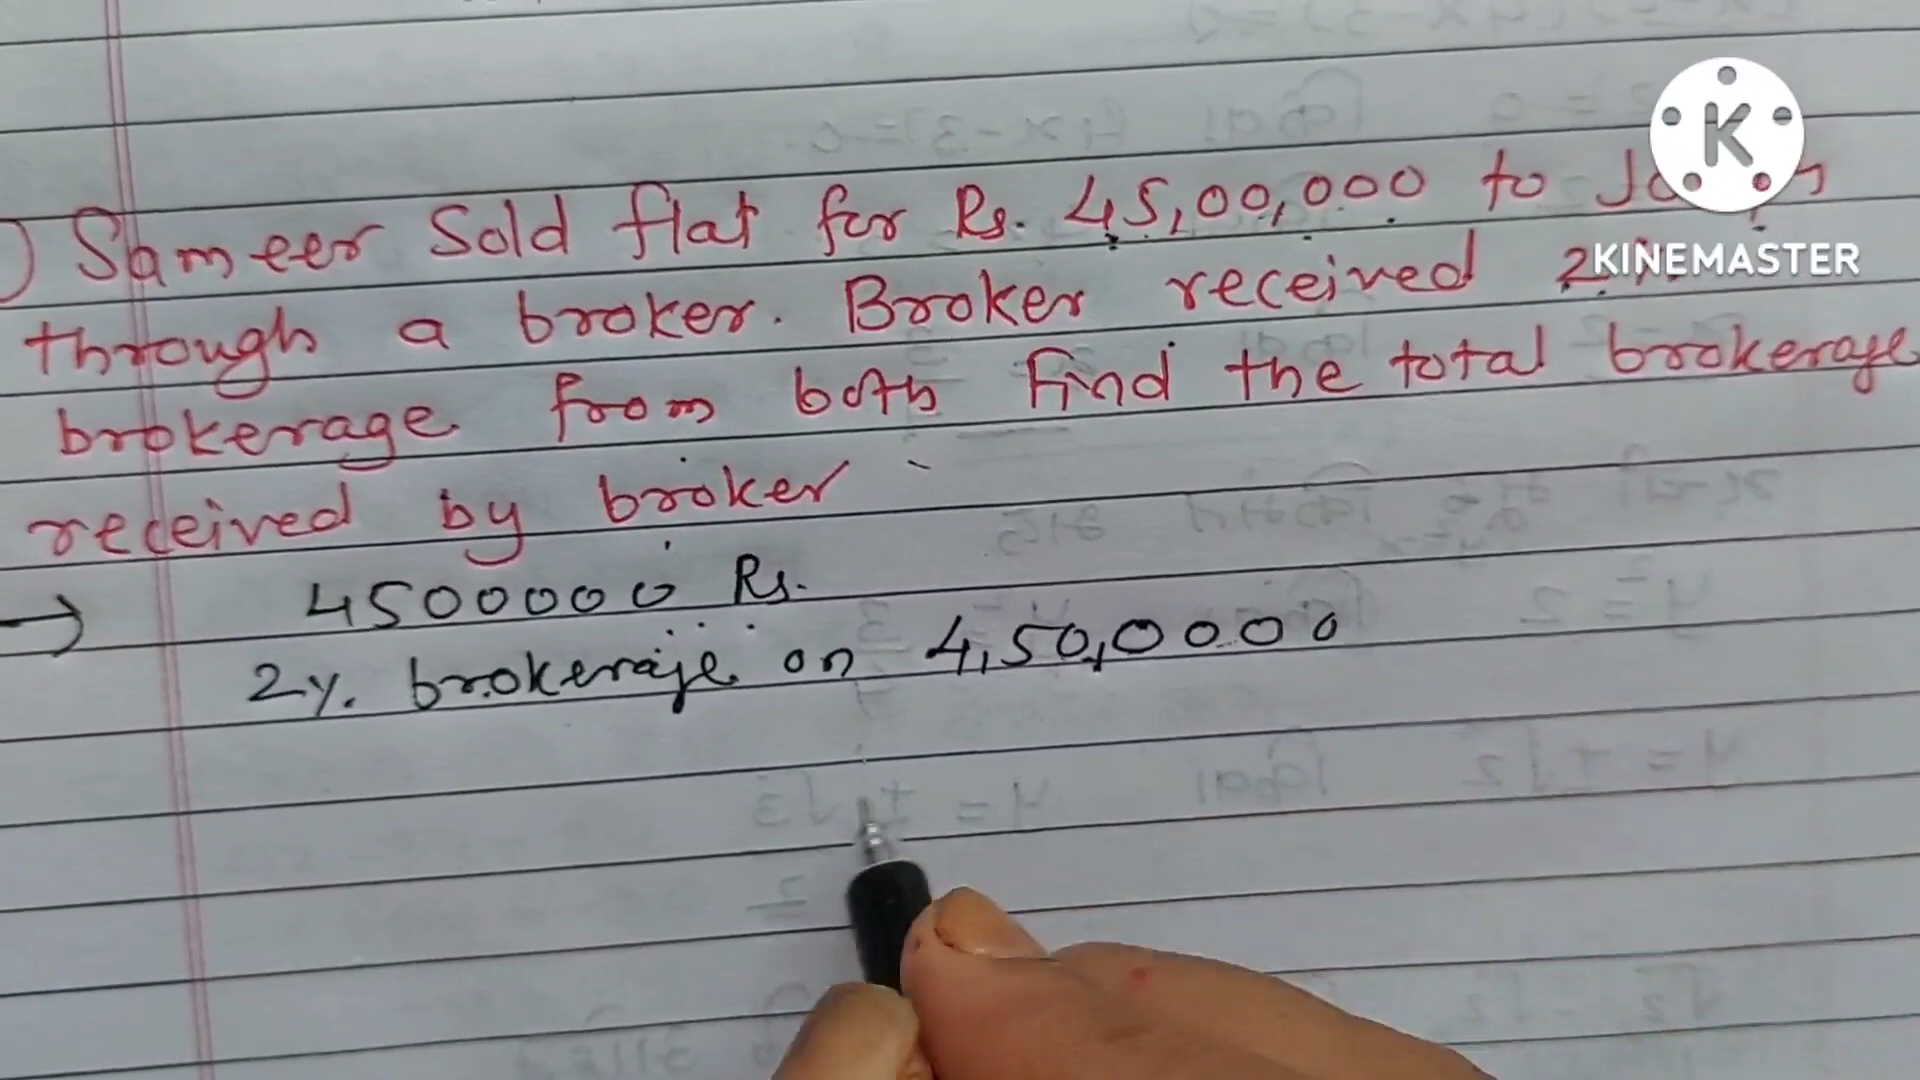 Sameer Sold flat for Rs. 45,00,000 to
through a broker. Broker received
KINEMASTER
brokerage from both Find the total brokerage
received by broker
→ 4500000 Rs.
2%. brokeraje on 4,50,0000